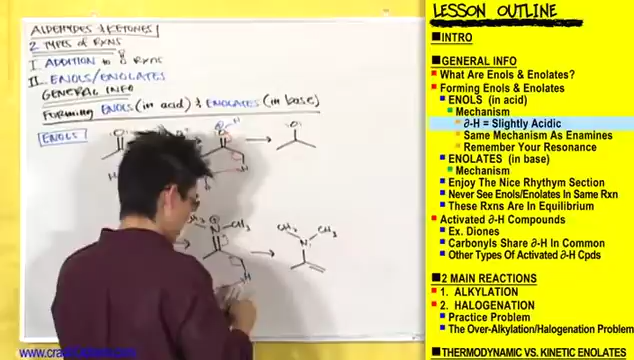 ALDEHYDES & KETONES
2 TYPES of RXNS
I ADDITION to RXNS
II. ENOLS/ENOLATES
GENERAL INFO
FORMING ENOLS (in acid) & ENOLATES (in base)
ENOLS
H
CH₃
H
CH₃
CH₃
N
www.cra
LESSON OUTLINE
INTRO
GENERAL INFO
What Are Enols & Enolates?
Forming Enols & Enolates
ENOLS (in acid)
Mechanism
∂-H = Slightly Acidic
Same Mechanism As Enamines
Remember Your Resonance
ENOLATES (in base)
Mechanism
Enjoy The Nice Rhythym Section
Never See Enols/Enolates In Same Rxn
These Rxns Are In Equilibrium
Activated ∂-H Compounds
Ex. Diones
Carbonyls Share ∂-H In Common
Other Types Of Activated ∂-H Cpds
2 MAIN REACTIONS
1. ALKYLATION
2. HALOGENATION
Practice Problem
The Over-Alkylation/Halogenation Problem
THERMODYNAMIC VS. KINETIC ENOLATES